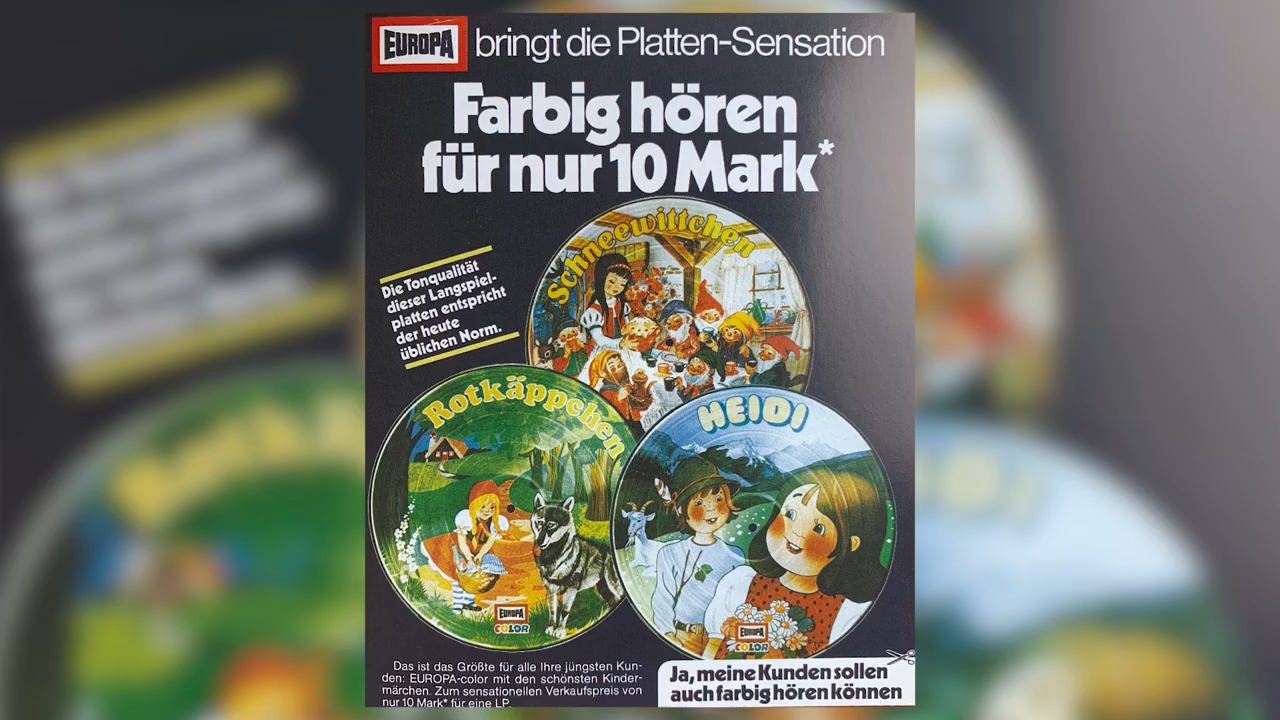 EUROPA bringt die Platten-Sensation
Farbig hören
für nur 10 Mark*
Schneewittchen
Die Tonqualität
dieser Langspiel-
platten entspricht
der heute
üblichen Norm.
Rotkäppchen
HEIDI
EUROPA
COLOR
EUROPA
COLOR
Das ist das Größte für alle Ihre jüngsten Kun-
den: EUROPA-color mit den schönsten Kinder-
märchen. Zum sensationellen Verkaufspreis von
nur 10 Mark* für eine LP.
Ja, meine Kunden sollen
auch farbig hören können